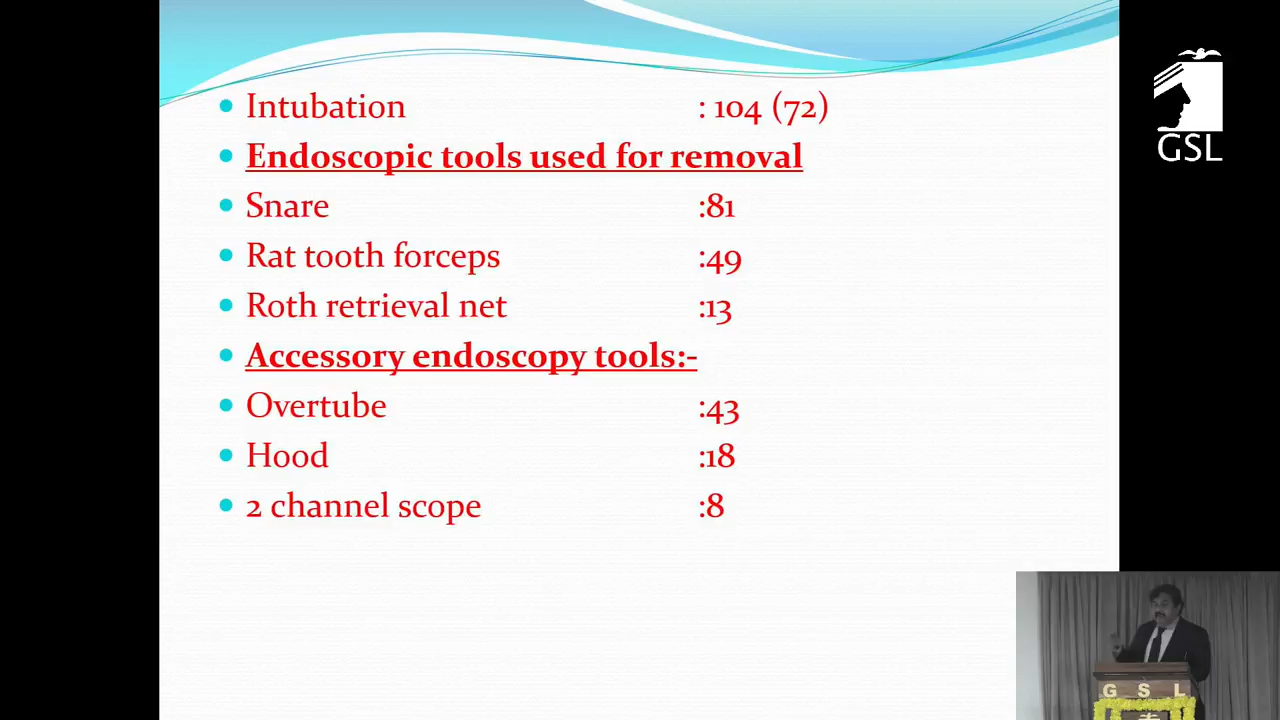 Intubation : 104 (72)
Endoscopic tools used for removal
Snare :81
Rat tooth forceps :49
Roth retrieval net :13
Accessory endoscopy tools:-
Overtube :43
Hood :18
2 channel scope :8
GSL
G S L